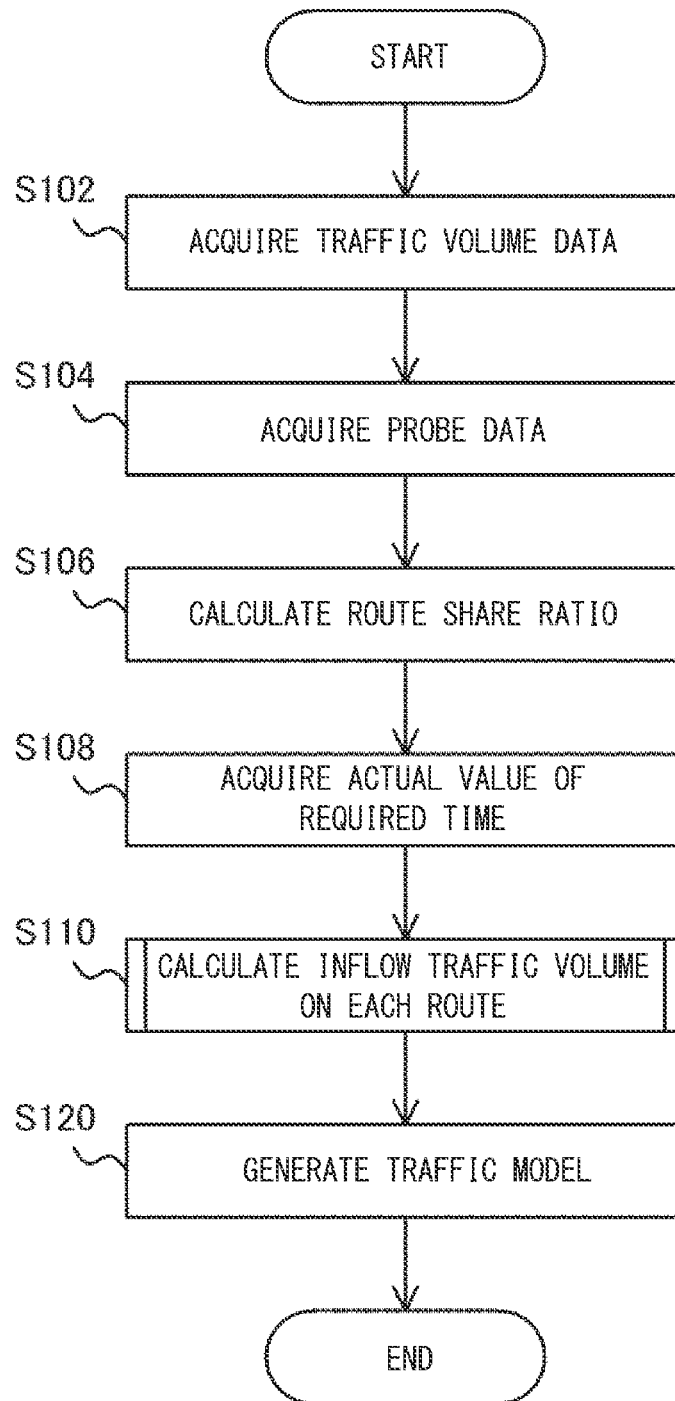 START
S102
ACQUIRE TRAFFIC VOLUME DATA
S104
ACQUIRE PROBE DATA
S106
CALCULATE ROUTE SHARE RATIO
S108
ACQUIRE ACTUAL VALUE OF
REQUIRED TIME
S110
CALCULATE INFLOW TRAFFIC VOLUME
ON EACH ROUTE
S120
GENERATE TRAFFIC MODEL
END